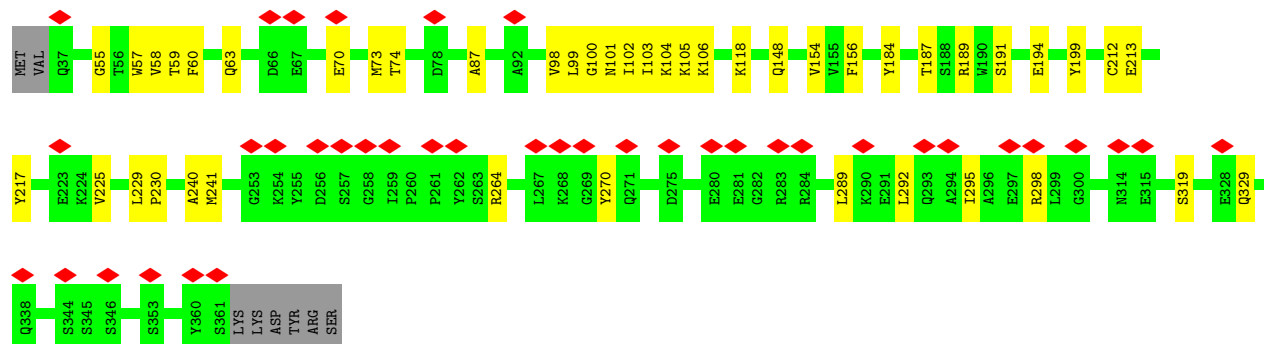 MET VAL Q37 G55 T56 W57 V58 T59 F60 Q63 D66 E67 E70 M73 T74 D78 A87 A92 V98 L99 G100 N101 I102 I103 K104 K105 K106 K118 Q148 V154 V155 F156 Y184 T187 S188 R189 W190 S191 E194 Y199 C212 E213
Y217 E223 K224 V225 L229 P230 A240 M241 G253 K254 Y255 D256 S257 G258 I259 P260 P261 Y262 S263 R264 L267 K268 G269 Y270 Q271 D275 E280 E281 G282 R283 R284 L289 K290 E291 L292 Q293 A294 I295 A296 E297 R298 L299 G300 N314 E315 S319 E328 Q329
Q338 S344 S345 S346 S353 Y360 S361 LYS LYS ASP TYR ARG SER